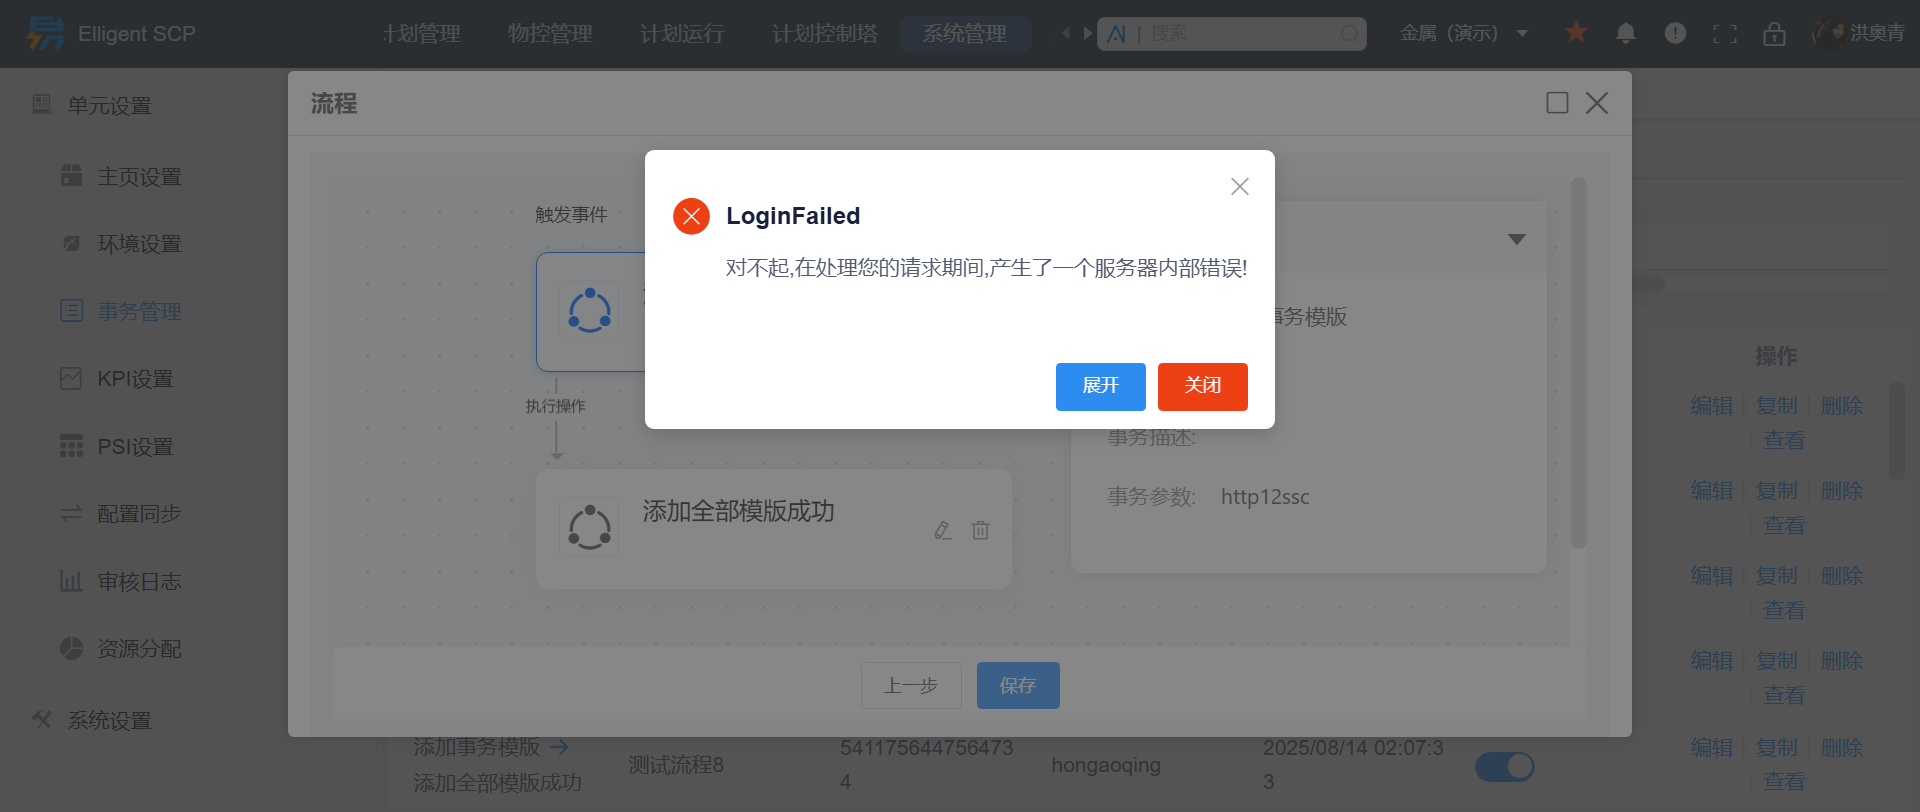 Elligent SCP
计划管理
物控管理
计划运行
计划控制塔
系统管理
AI | 搜索
金属（演示）
洪奥青
单元设置
主页设置
环境设置
事务管理
KPI设置
PSI设置
配置同步
审核日志
资源分配
系统设置
流程
触发事件
执行操作
添加全部模版成功
LoginFailed
对不起,在处理您的请求期间,产生了一个服务器内部错误!
展开
关闭
事务模版
事务描述:
事务参数: http12ssc
上一步
保存
操作
编辑 复制 删除
查看
编辑 复制 删除
查看
编辑 复制 删除
查看
编辑 复制 删除
查看
添加事务模版 →
添加全部模版成功
测试流程8
541175644756473
4
hongaoqing
2025/08/14 02:07:3
3
编辑 复制 删除
查看